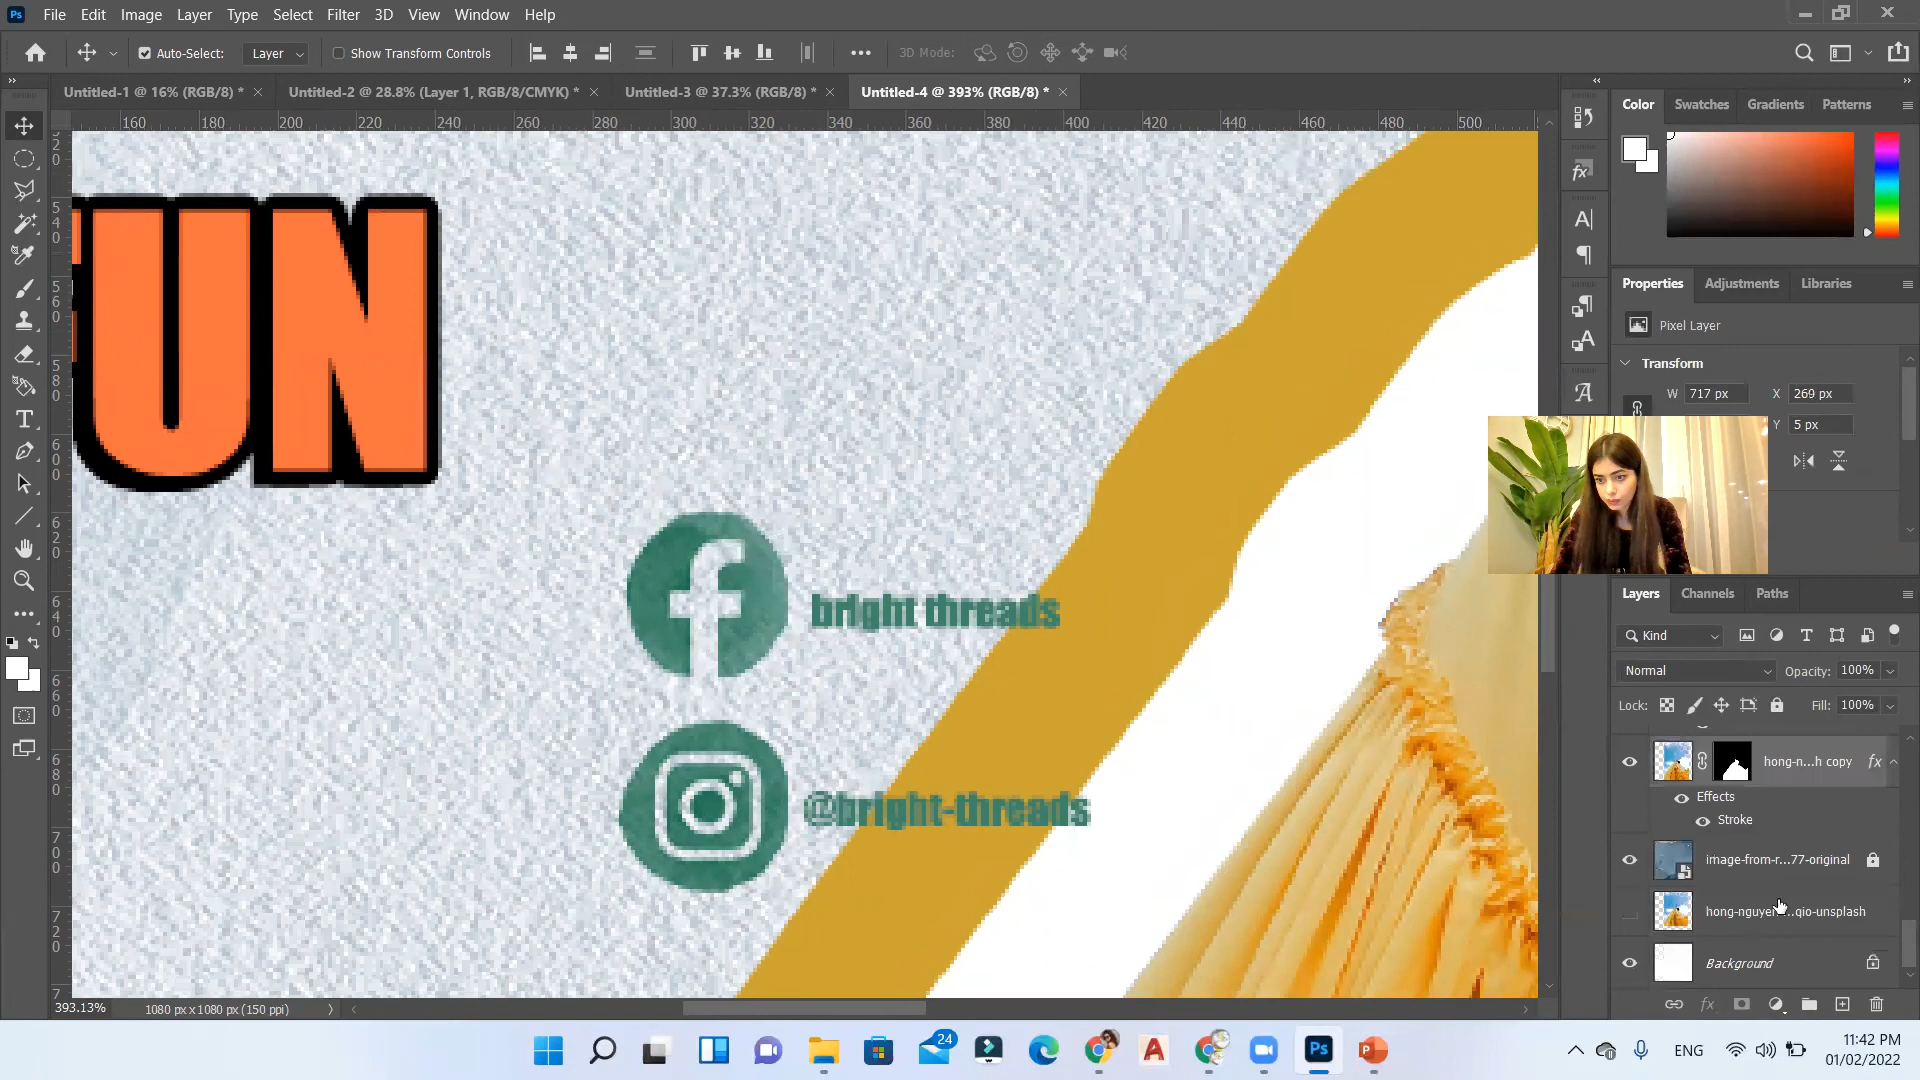 Ps File Edit Image Layer Type Select Filter 3D View Window Help
Auto-Select: Layer Show Transform Controls 3D Mode:
Untitled-1 @ 16% (RGB/8) * Untitled-2 @ 28.8% (Layer 1, RGB/8/CMYK) * Untitled-3 @ 37.3% (RGB/8) * Untitled-4 @ 393% (RGB/8) *
160 180 200 220 240 260 280 300 320 340 360 380 400 420 440 460 480 500
Color Swatches Gradients Patterns
UN
Properties Adjustments Libraries
Pixel Layer
Transform
W 717 px X 269 px
Y 5 px
f
bright threads
@bright-threads
Layers Channels Paths
Kind
Normal Opacity: 100%
Lock: Fill: 100%
hong-n...h copy fx
Effects
Stroke
image-from-r...77-original
hong-nguyen...qio-unsplash
Background
393.13% 1080 px x 1080 px (150 ppi)
24
Ps
ENG
11:42 PM
01/02/2022